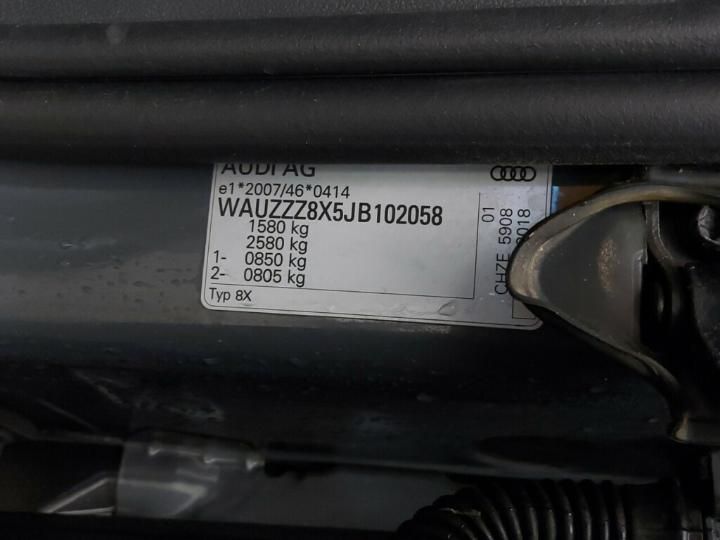 AUDI AG
e1*2007/46*0414
WAUZZZ8X5JB102058
1580 kg
2580 kg
1- 0850 kg
2- 0805 kg
Typ 8X
01
CHZE 5908